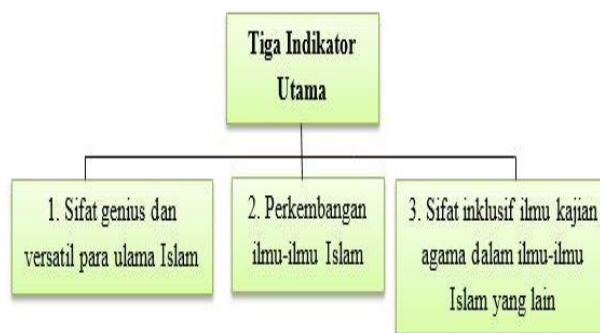 Tiga Indikator
Utama
1. Sifat genius dan
versatil para ulama Islam
2. Perkembangan
ilmu-ilmu Islam
3. Sifat inklusif ilmu kajian
agama dalam ilmu-ilmu
Islam yang lain